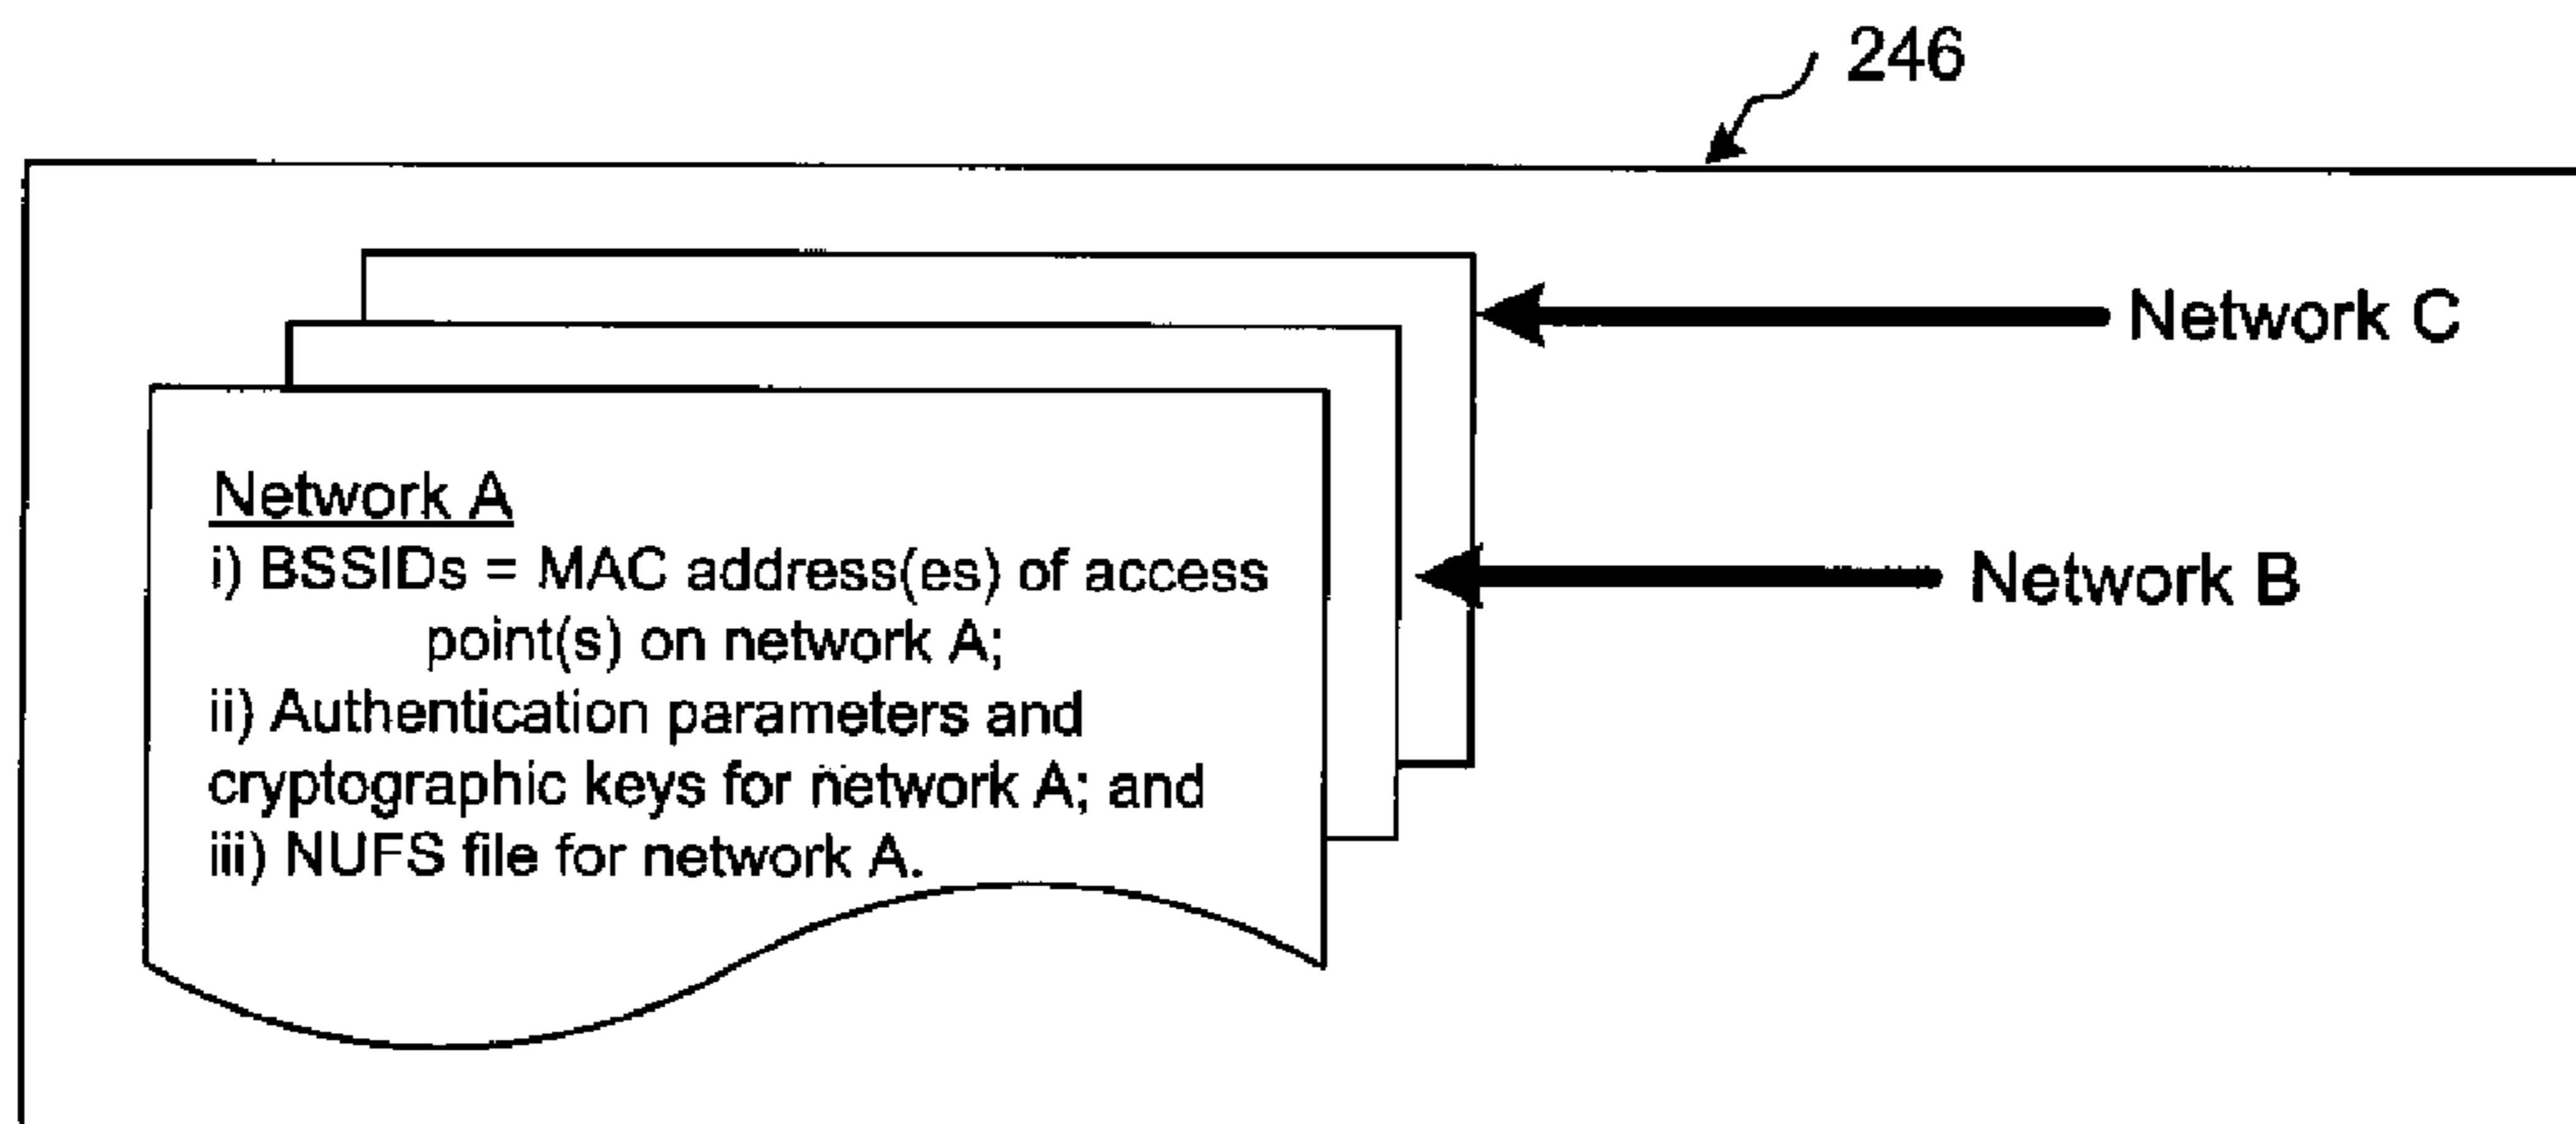 246
Network C
Network A
i) BSSIDs = MAC address(es) of access
point(s) on network A;
ii) Authentication parameters and
cryptographic keys for network A; and
iii) NUFS file for network A.
Network B